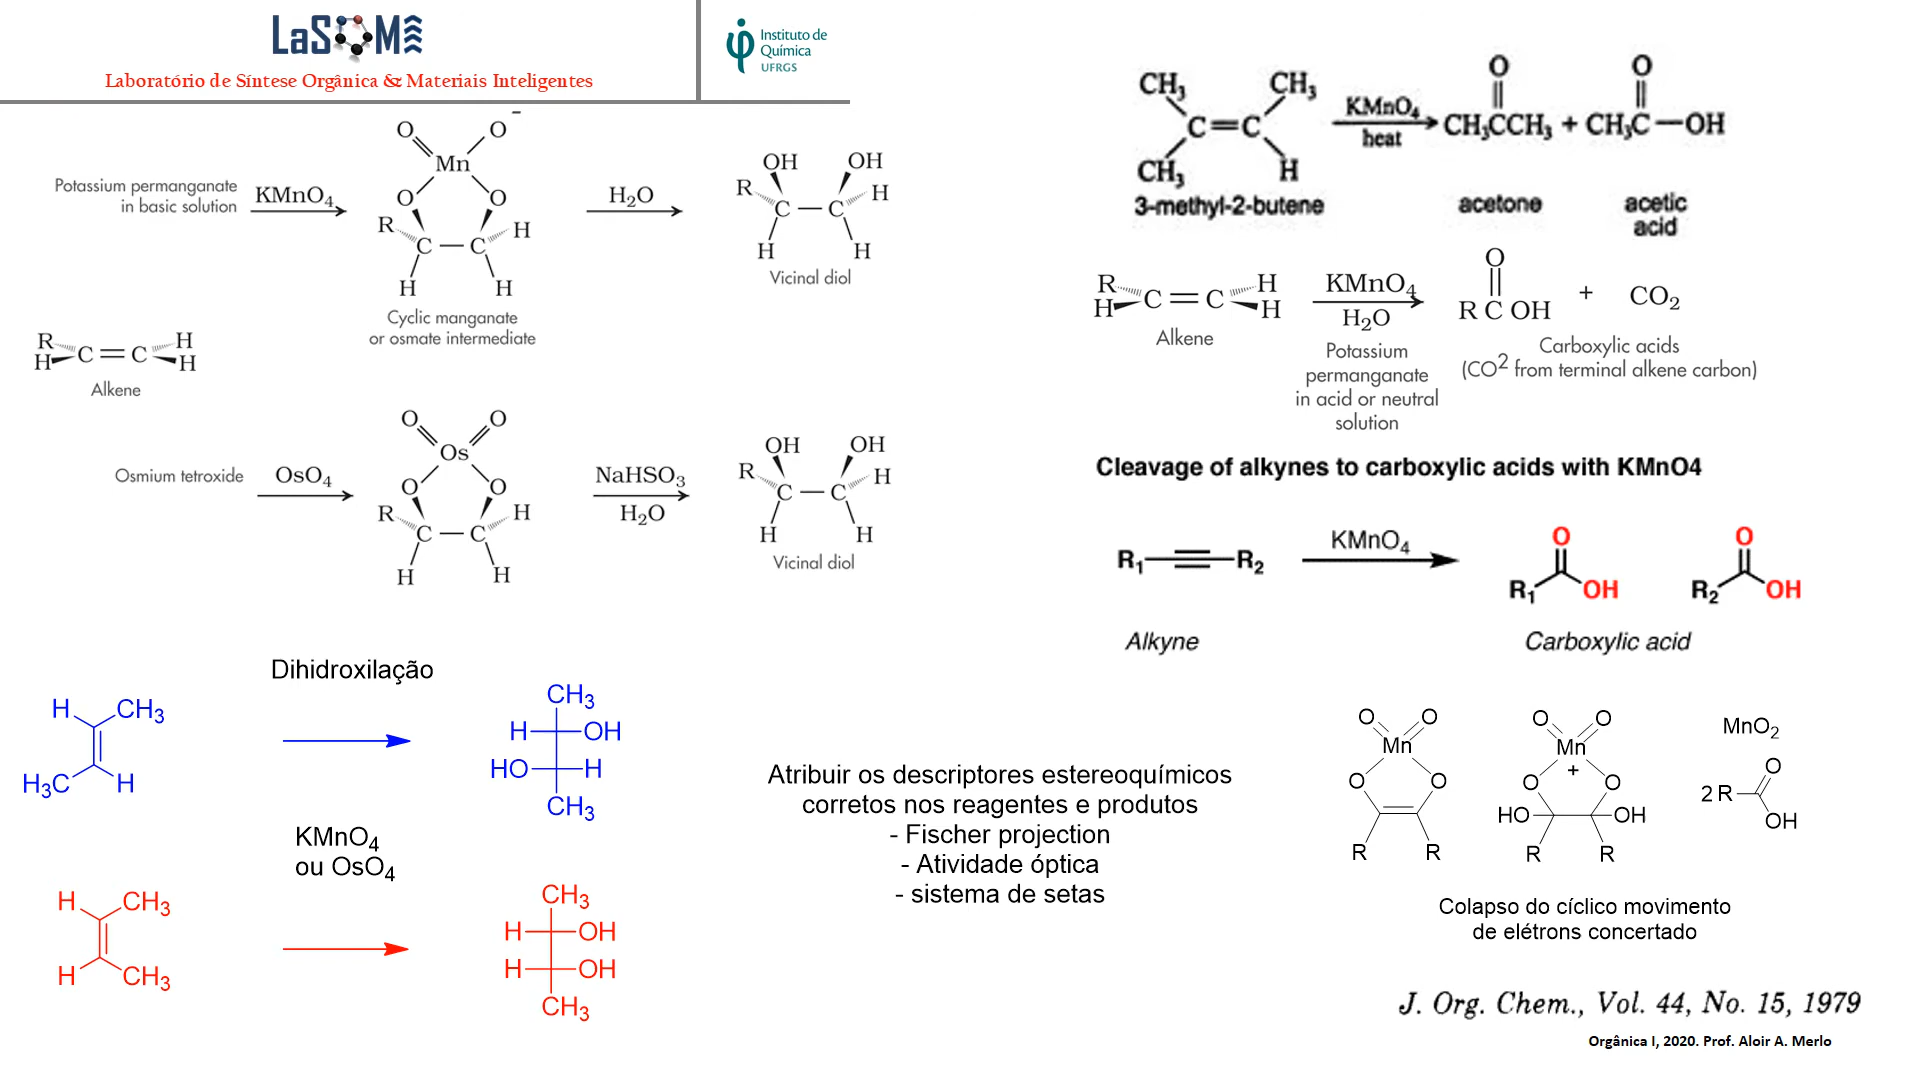 LaSOME
Laboratório de Síntese Orgânica & Materiais Inteligentes
Instituto de
Química
UFRGS
Potassium permanganate
in basic solution
KMnO4
O O −
Mn
O O
R C — C H
H H
Cyclic manganate
or osmate intermediate
H2O
OH OH
R C — C H
H H
Vicinal diol
R H
H C = C H
Alkene
Osmium tetroxide
OsO4
O O
Os
O O
R C — C H
H H
NaHSO3
H2O
OH OH
R C — C H
H H
Vicinal diol
Dihidroxilação
H CH3
H3C H
CH3
H OH
HO H
CH3
KMnO4
ou OsO4
H CH3
H CH3
CH3
H OH
H OH
CH3
Atribuir os descriptores estereoquímicos
corretos nos reagentes e produtos
- Fischer projection
- Atividade óptica
- sistema de setas
CH3 CH3
C=C
CH3 H
3-methyl-2-butene
KMnO4
heat
O O
CH3CCH3 + CH3C—OH
acetone
acetic
acid
R H
H C = C H
Alkene
KMnO4
H2O
Potassium
permanganate
in acid or neutral
solution
O
R C OH + CO2
Carboxylic acids
(CO2 from terminal alkene carbon)
Cleavage of alkynes to carboxylic acids with KMnO4
R1 R2
KMnO4
O O
R1 OH R2 OH
Alkyne
Carboxylic acid
O O
Mn
O O
R R
O O
Mn
+
O O
HO OH
R R
MnO2
O
2 R
OH
Colapso do cíclico movimento
de elétrons concertado
J. Org. Chem., Vol. 44, No. 15, 1979
Orgânica I, 2020. Prof. Aloir A. Merlo